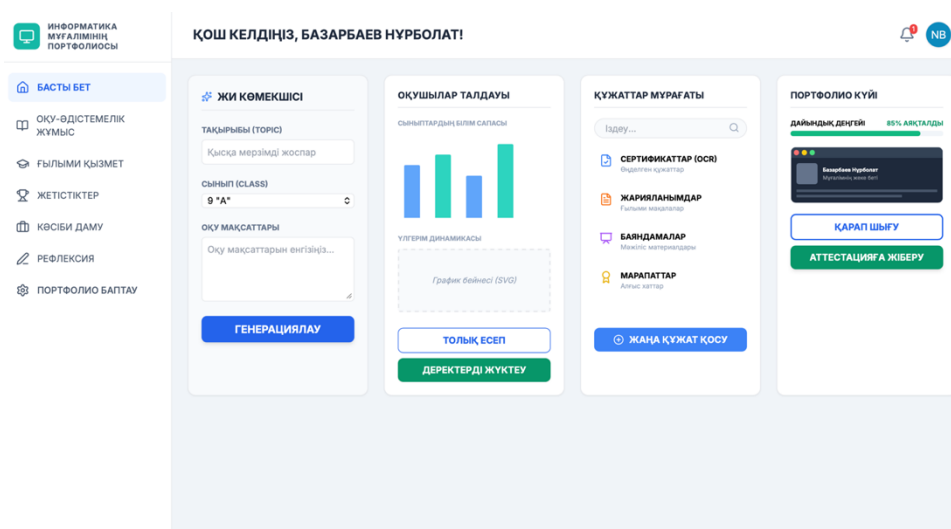 ИНФОРМАТИКА
МҰҒАЛІМІНІҢ
ПОРТФОЛИОСЫ
ҚОШ КЕЛДІҢІЗ, БАЗАРБАЕВ НҰРБОЛАТ!
1
NB
БАСТЫ БЕТ
ОҚУ-ӘДІСТЕМЕЛІК
ЖҰМЫС
ҒЫЛЫМИ ҚЫЗМЕТ
ЖЕТІСТІКТЕР
КӘСІБИ ДАМУ
РЕФЛЕКСИЯ
ПОРТФОЛИО БАПТАУ
ЖИ КӨМЕКШІСІ
ТАҚЫРЫБЫ (TOPIC)
Қысқа мерзімді жоспар
СЫНЫП (CLASS)
9 "А"
ОҚУ МАҚСАТТАРЫ
Оқу мақсаттарын енгізіңіз...
ГЕНЕРАЦИЯЛАУ
ОҚУШЫЛАР ТАЛДАУЫ
СЫНЫПТАРДЫҢ БІЛІМ САПАСЫ
ҮЛГЕРІМ ДИНАМИКАСЫ
График бейнесі (SVG)
ТОЛЫҚ ЕСЕП
ДЕРЕКТЕРДІ ЖҮКТЕУ
ҚҰЖАТТАР МҰРАҒАТЫ
Іздеу...
СЕРТИФИКАТТАР (OCR)
Өңделген құжаттар
ЖАРИЯЛАНЫМДАР
Ғылыми мақалалар
БАЯНДАМАЛАР
Мәжіліс материалдары
МАРАПАТТАР
Алғыс хаттар
ЖАҢА ҚҰЖАТ ҚОСУ
ПОРТФОЛИО КҮЙІ
ДАЙЫНДЫҚ ДЕҢГЕЙІ 85% АЯҚТАЛДЫ
Базарбаев Нұрболат
Мұғалімнің жеке беті
ҚАРАП ШЫҒУ
АТТЕСТАЦИЯҒА ЖІБЕРУ